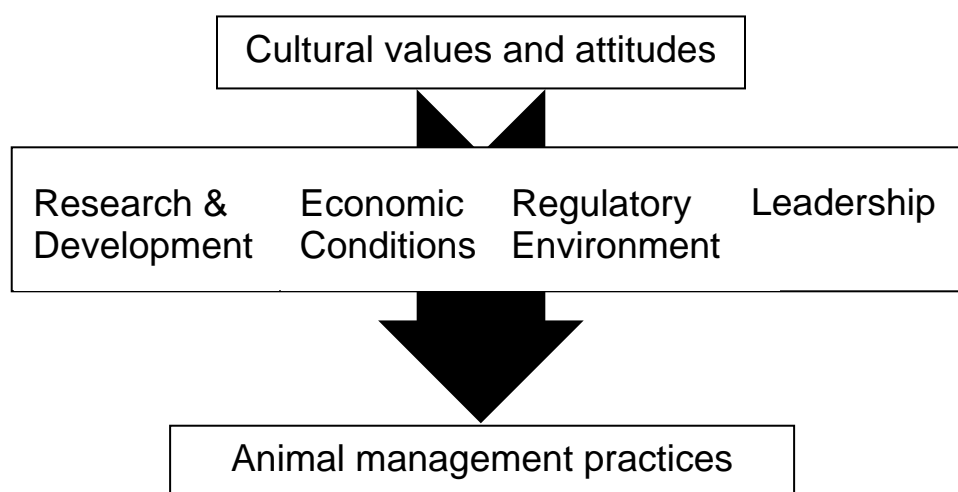 Cultural values and attitudes
Research &
Development
Economic
Conditions
Regulatory
Environment
Leadership
Animal management practices